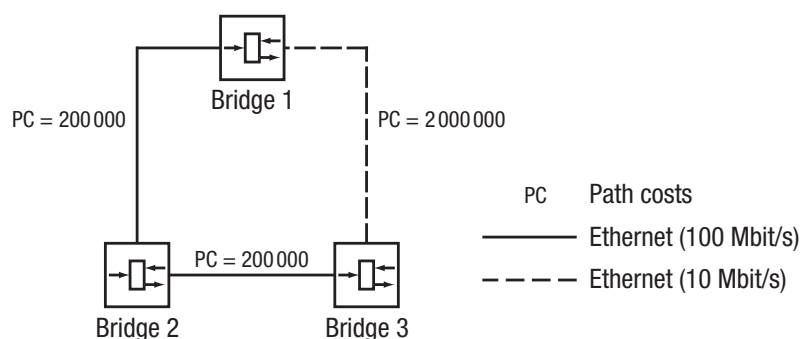 Bridge 1
PC = 200 000
PC = 2 000 000
PC = 200 000
Bridge 2
Bridge 3
PC Path costs
Ethernet (100 Mbit/s)
Ethernet (10 Mbit/s)